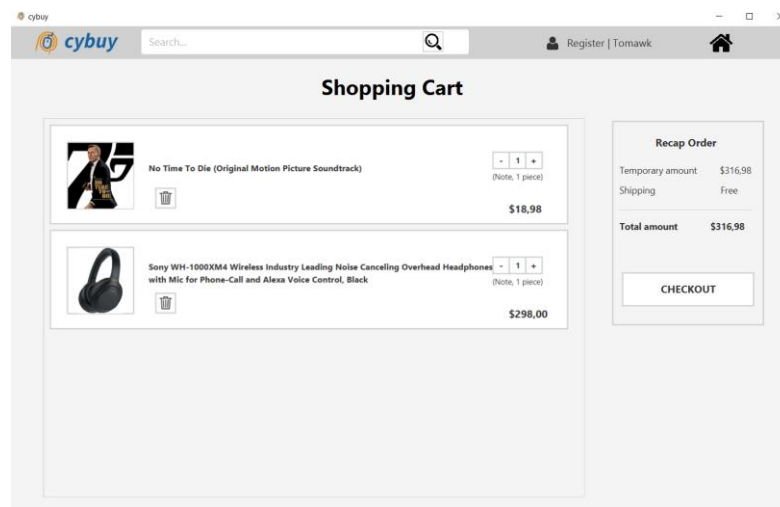 cybuy
cybuy
Search...
Register | Tomawk
Shopping Cart
No Time To Die (Original Motion Picture Soundtrack)
- 1 +
(Note, 1 piece)
$18,98
Sony WH-1000XM4 Wireless Industry Leading Noise Canceling Overhead Headphones
with Mic for Phone-Call and Alexa Voice Control, Black
- 1 +
(Note, 1 piece)
$298,00
Recap Order
Temporary amount $316,98
Shipping Free
Total amount $316,98
CHECKOUT